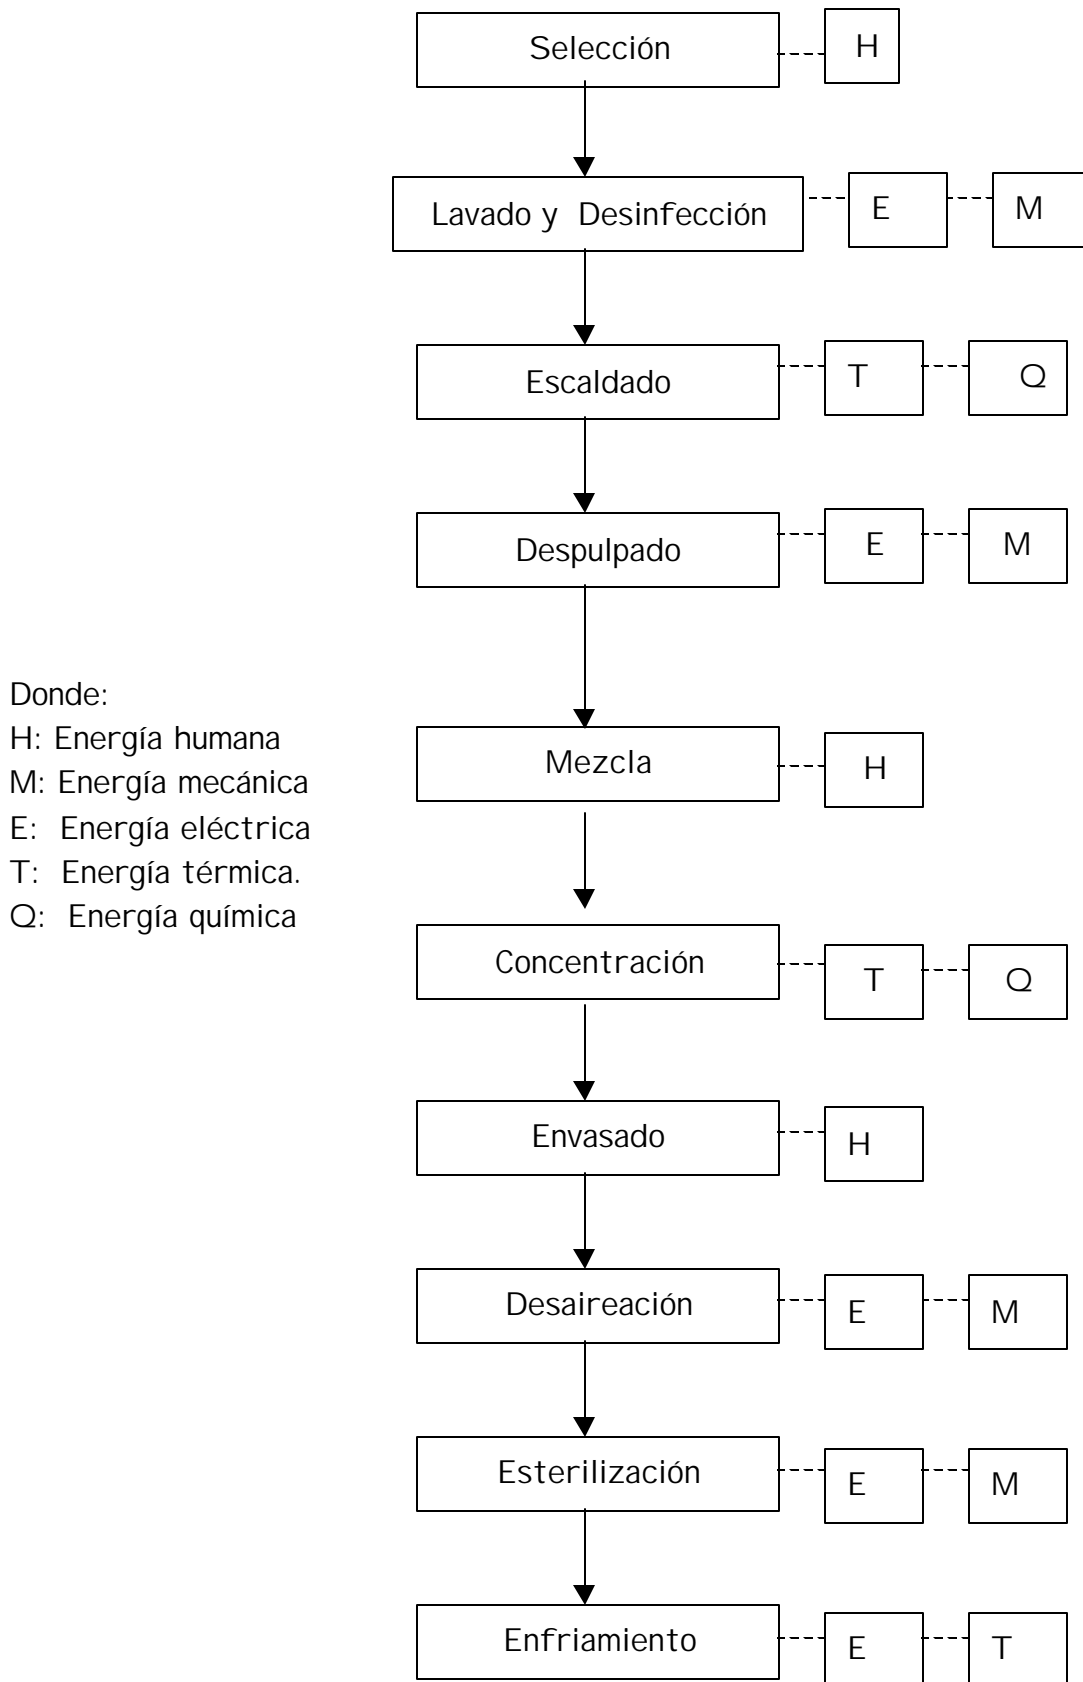 Selección H
Lavado y Desinfección E M
Escaldado T Q
Despulpado E M
Donde:
H: Energía humana
M: Energía mecánica
E: Energía eléctrica
T: Energía térmica.
Q: Energía química
Mezcla H
Concentración T Q
Envasado H
Desaireación E M
Esterilización E M
Enfriamiento E T